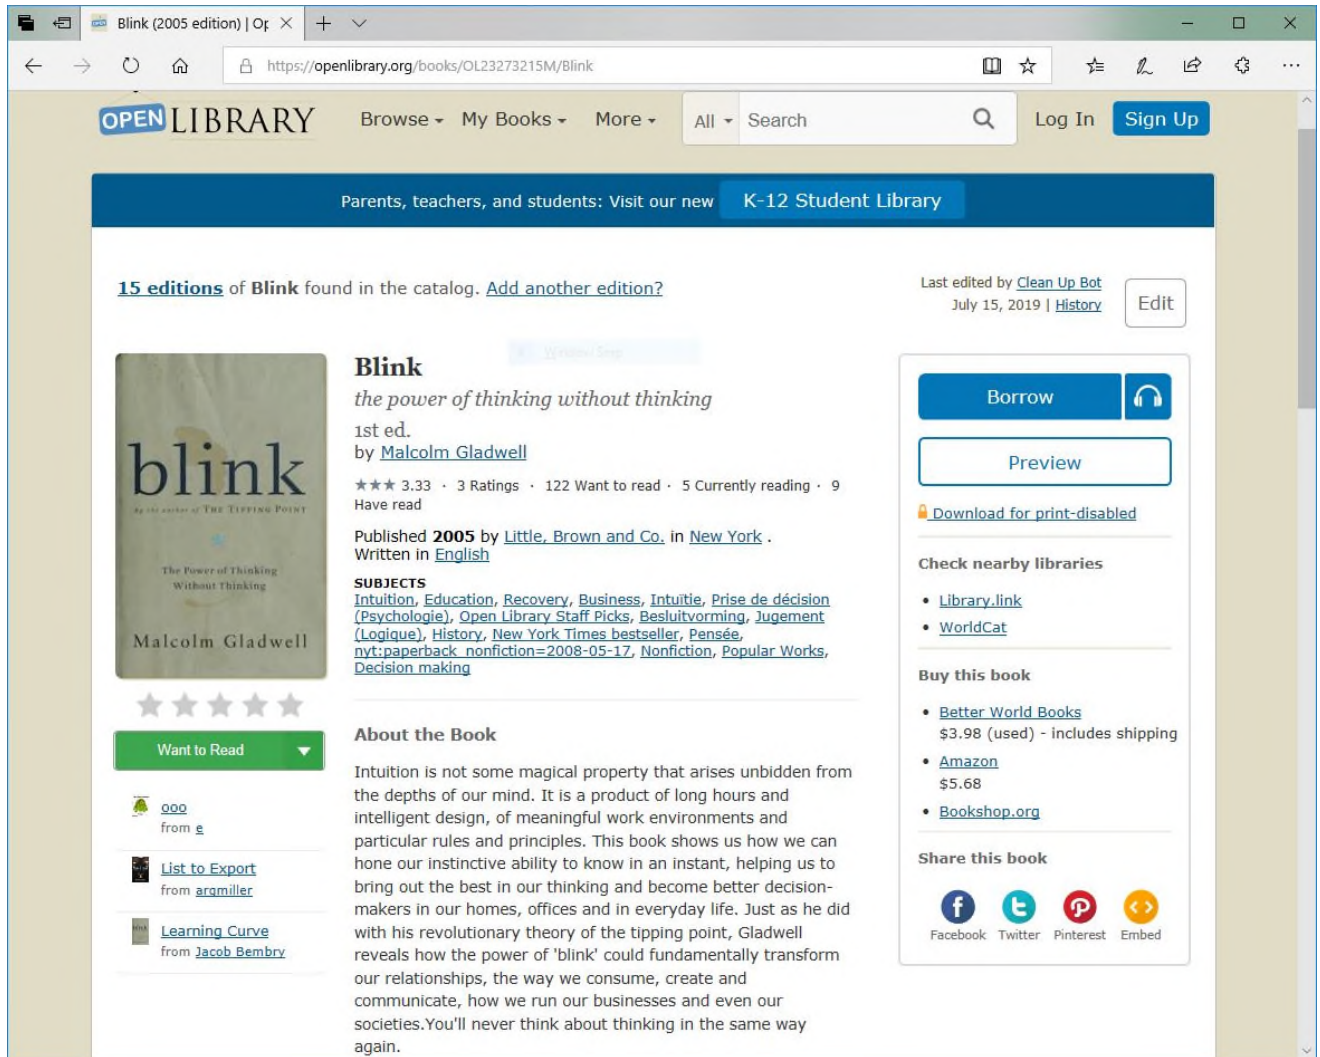 Blink (2005 edition) | Op
https://openlibrary.org/books/OL23273215M/Blink
OPEN LIBRARY
Browse
My Books
More
All
Search
Log In
Sign Up
Parents, teachers, and students: Visit our new
K-12 Student Library
15 editions of Blink found in the catalog. Add another edition?
Last edited by Clean Up Bot
July 15, 2019 | History
Edit
blink
By the author of THE TIPPING POINT
The Power of Thinking
Without Thinking
Malcolm Gladwell
Want to Read
ooo
from e
List to Export
from argmiller
Learning Curve
from Jacob Bembry
Blink
the power of thinking without thinking
1st ed.
by Malcolm Gladwell
★★★ 3.33 · 3 Ratings · 122 Want to read · 5 Currently reading · 9
Have read
Published 2005 by Little, Brown and Co. in New York .
Written in English
SUBJECTS
Intuition, Education, Recovery, Business, Intuïtie, Prise de décision
(Psychologie), Open Library Staff Picks, Besluitvorming, Jugement
(Logique), History, New York Times bestseller, Pensée,
nyt:paperback_nonfiction=2008-05-17, Nonfiction, Popular Works,
Decision making
About the Book
Intuition is not some magical property that arises unbidden from
the depths of our mind. It is a product of long hours and
intelligent design, of meaningful work environments and
particular rules and principles. This book shows us how we can
hone our instinctive ability to know in an instant, helping us to
bring out the best in our thinking and become better decision-
makers in our homes, offices and in everyday life. Just as he did
with his revolutionary theory of the tipping point, Gladwell
reveals how the power of 'blink' could fundamentally transform
our relationships, the way we consume, create and
communicate, how we run our businesses and even our
societies.You'll never think about thinking in the same way
again.
Borrow
Preview
Download for print-disabled
Check nearby libraries
• Library.link
• WorldCat
Buy this book
• Better World Books
$3.98 (used) - includes shipping
• Amazon
$5.68
• Bookshop.org
Share this book
Facebook
Twitter
Pinterest
Embed